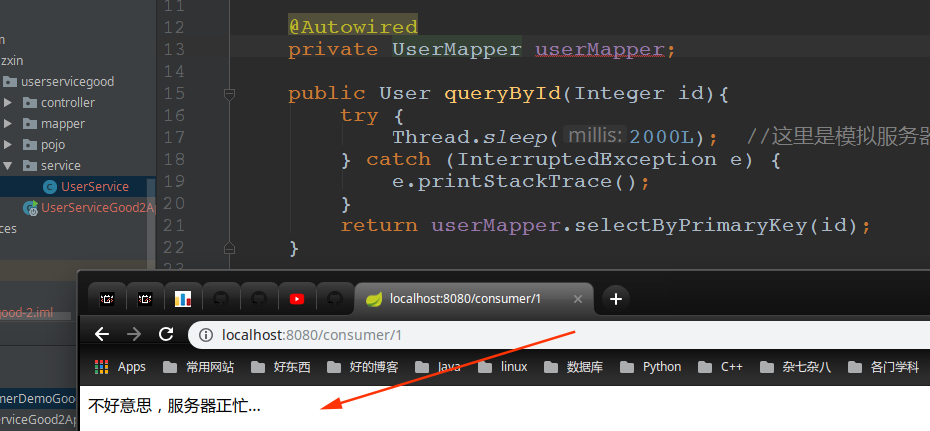 zxin
userservicegood
controller
mapper
pojo
service
UserService
UserServiceGood2Ap
ces
good-2.iml
merDemoGoo
erviceGood2Ap
11
12 @Autowired
13 private UserMapper userMapper;
14
15 public User queryById(Integer id){
16 try {
17 Thread.sleep( millis: 2000L); //这里是模拟服务器
18 } catch (InterruptedException e) {
19 e.printStackTrace();
20 }
21 return userMapper.selectByPrimaryKey(id);
22 }
23
localhost:8080/consumer/1
localhost:8080/consumer/1
Apps 常用网站 好东西 好的博客 Java linux 数据库 Python C++ 杂七杂八 各门学科
不好意思，服务器正忙...